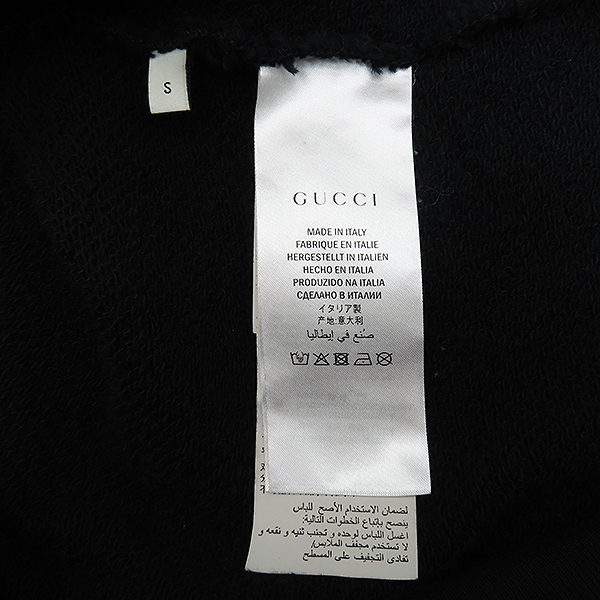 S
GUCCI
MADE IN ITALY
FABRIQUE EN ITALIE
HERGESTELLT IN ITALIEN
HECHO EN ITALIA
PRODUZIDO NA ITALIA
СДЕЛАНО В ИТАЛИИ
イタリア製
产地:意大利
صُنع في إيطاليا
لضمان الاستخدام الأصح للباس
ينصح بإتباع الخطوات التالية:
اغسل اللباس لوحده و تجنب ثنيه و نقعه و
لا تستخدم مجفف الملابس/
تفادى التجفيف على المسطح